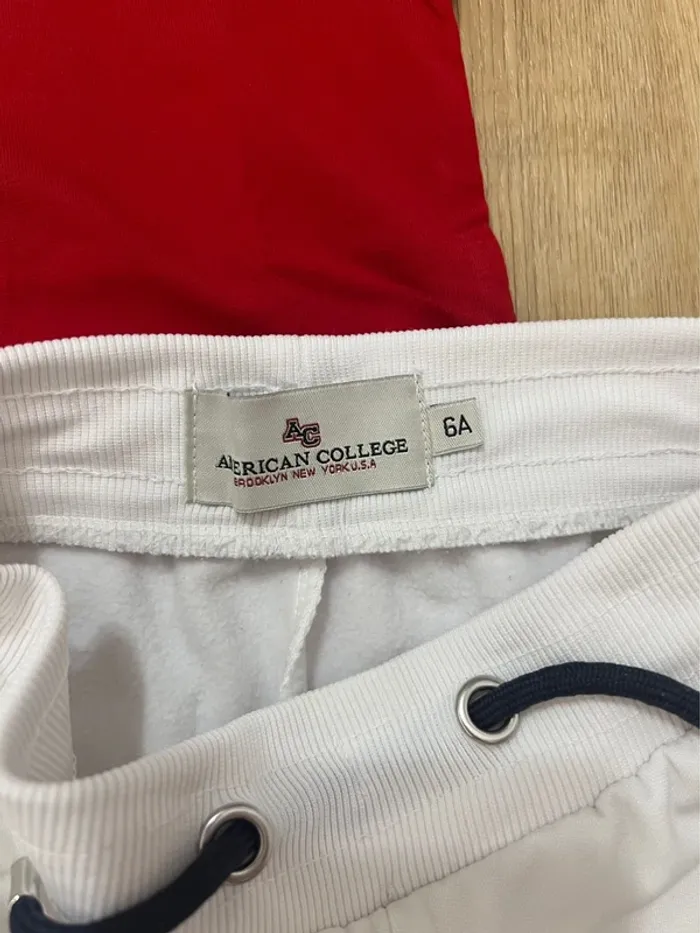 AC
AMERICAN COLLEGE
BROOKLYN NEW YORK U.S.A
6A